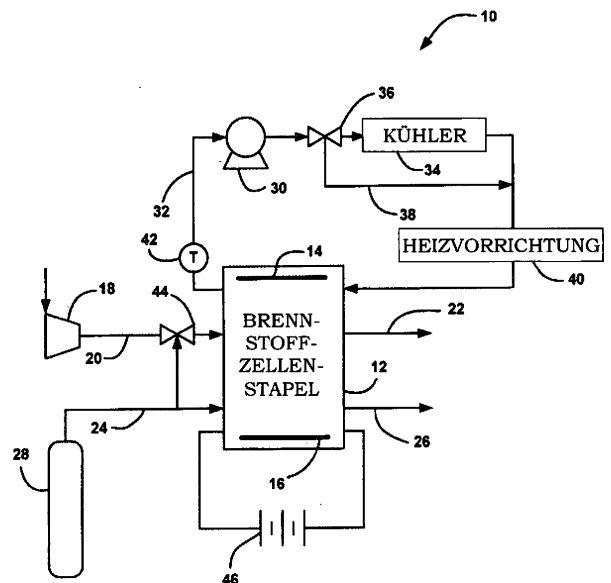 10
36
KÜHLER
30
34
32
38
42
T
14
HEIZVORRICHTUNG
40
18
44
22
BRENN-
STOFF-
ZELLEN-
STAPEL
20
12
24
26
28
16
46